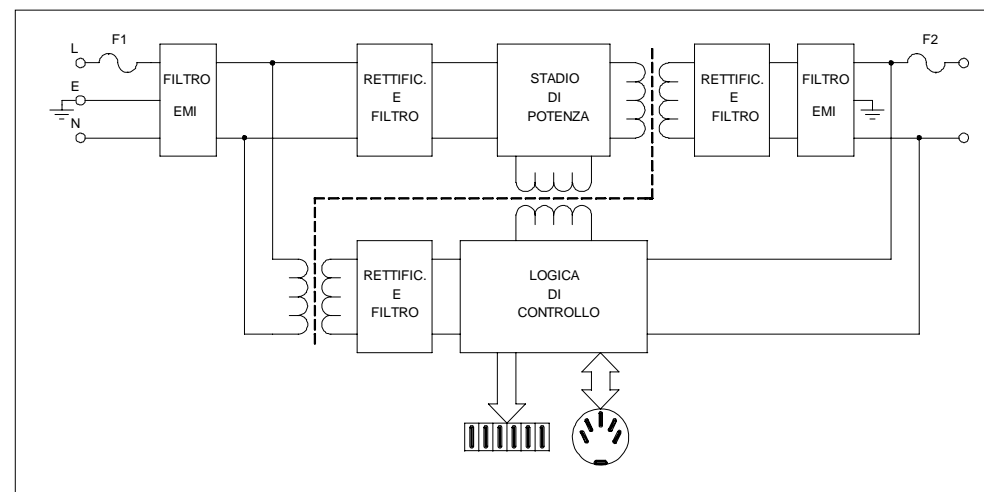 F1
L
E
N
FILTRO
EMI
RETTIFIC.
E
FILTRO
STADIO
DI
POTENZA
RETTIFIC.
E
FILTRO
FILTRO
EMI
F2
RETTIFIC.
E
FILTRO
LOGICA
DI
CONTROLLO